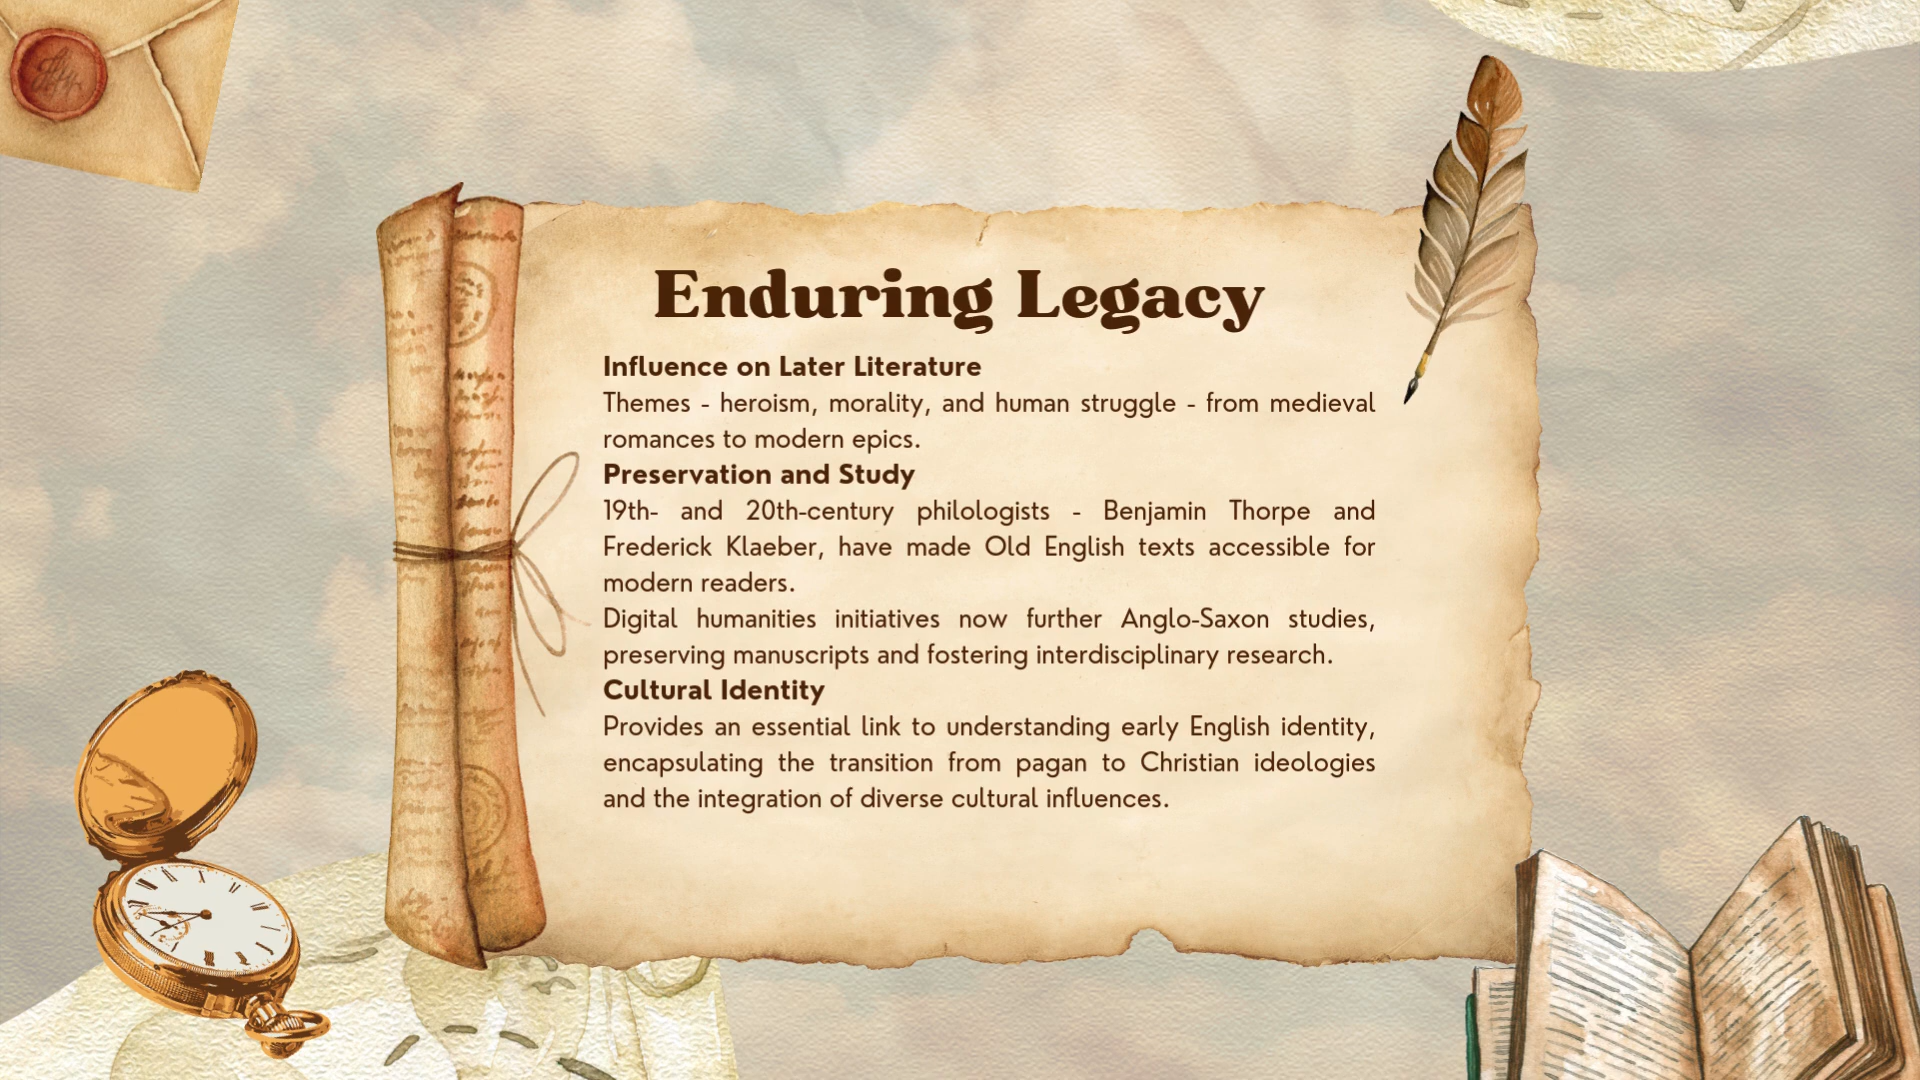 Enduring Legacy
Influence on Later Literature
Themes - heroism, morality, and human struggle - from medieval
romances to modern epics.
Preservation and Study
19th- and 20th-century philologists - Benjamin Thorpe and
Frederick Klaeber, have made Old English texts accessible for
modern readers.
Digital humanities initiatives now further Anglo-Saxon studies,
preserving manuscripts and fostering interdisciplinary research.
Cultural Identity
Provides an essential link to understanding early English identity,
encapsulating the transition from pagan to Christian ideologies
and the integration of diverse cultural influences.